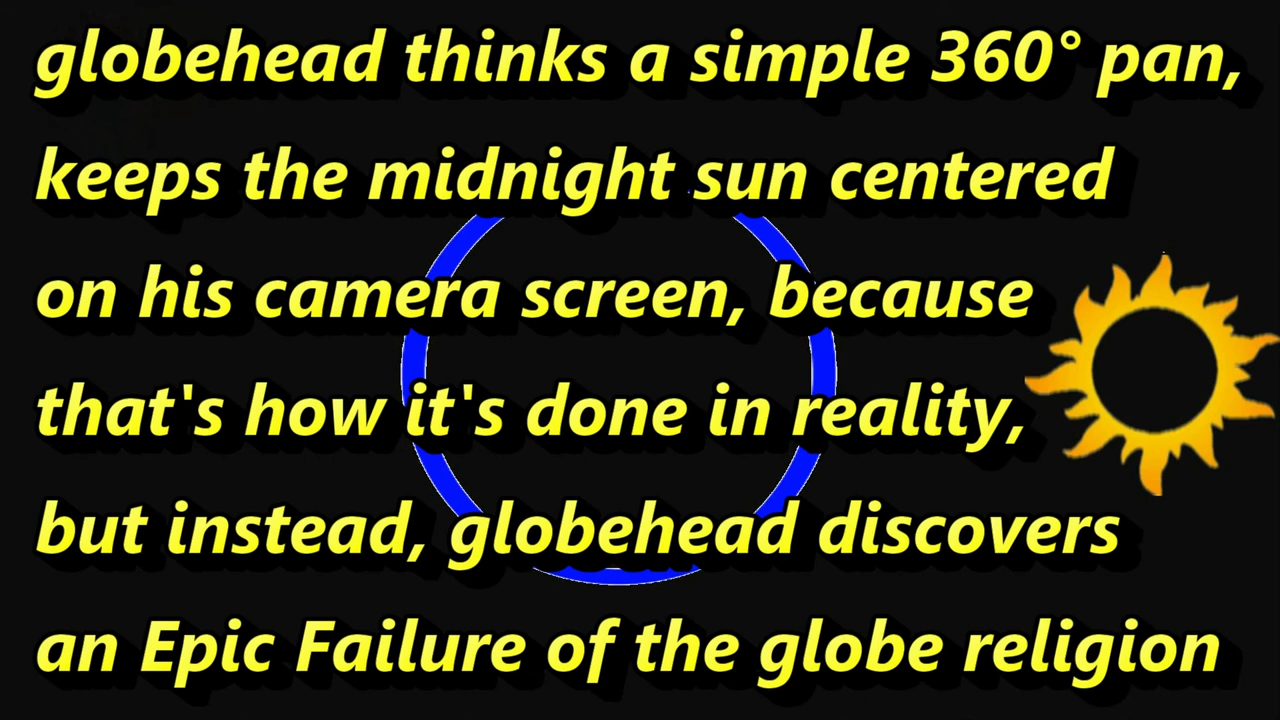 globehead thinks a simple 360° pan,
keeps the midnight sun centered
on his camera screen, because
that's how it's done in reality,
but instead, globehead discovers
an Epic Failure of the globe religion